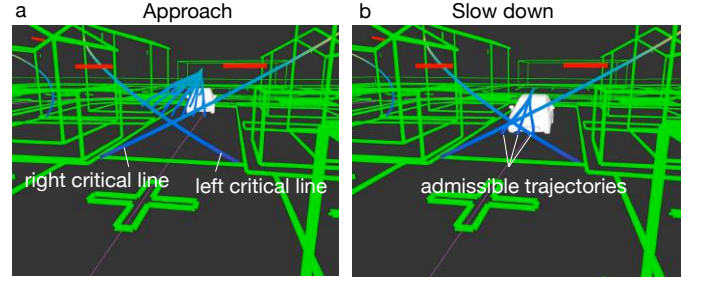 a Approach
b Slow down
right critical line
left critical line
admissible trajectories